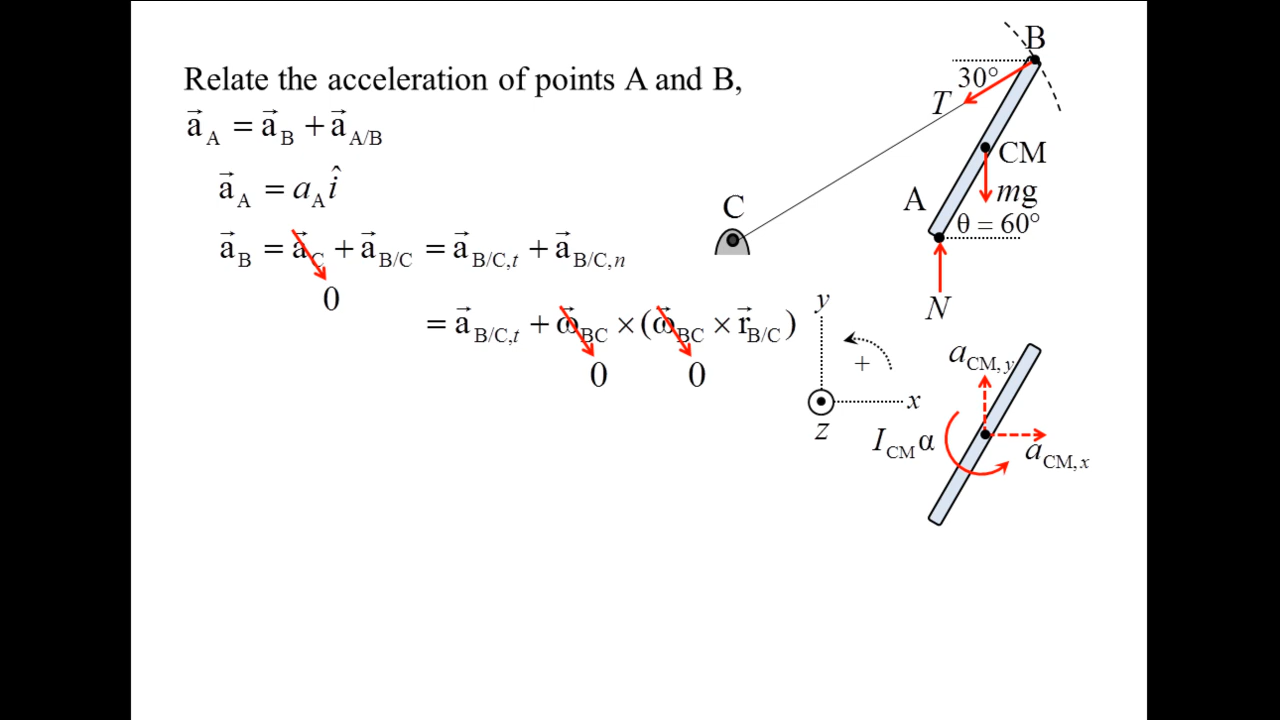 Relate the acceleration of points A and B,
a⃗_A = a⃗_B + a⃗_A/B
a⃗_A = a_A î
a⃗_B = a⃗_C + a⃗_B/C = a⃗_B/C,t + a⃗_B/C,n
0
= a⃗_B/C,t + ω⃗_BC × (ω⃗_BC × r⃗_B/C)
0 0
B
30°
T
CM
A
mg
C
θ = 60°
N
y
+
x
z
a_CM,y
I_CM α
a_CM,x